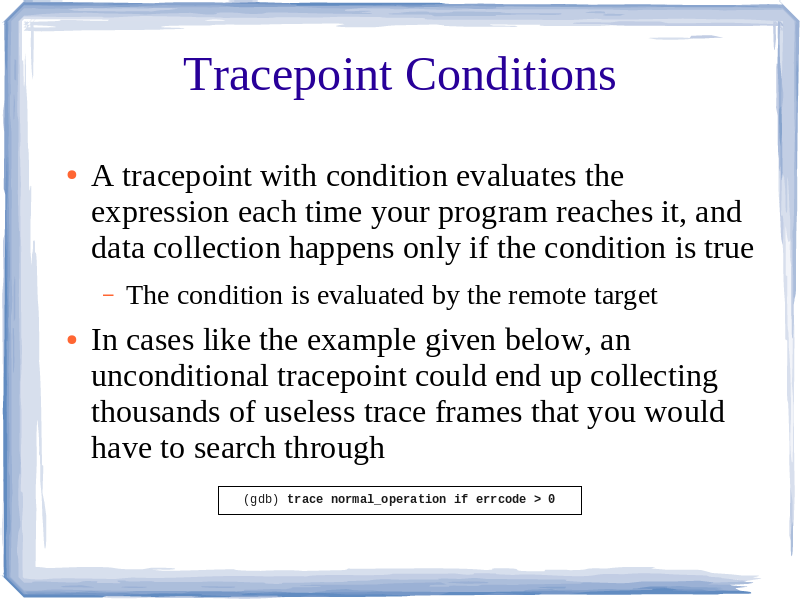 Tracepoint Conditions
• A tracepoint with condition evaluates the
expression each time your program reaches it, and
data collection happens only if the condition is true
– The condition is evaluated by the remote target
• In cases like the example given below, an
unconditional tracepoint could end up collecting
thousands of useless trace frames that you would
have to search through
(gdb) trace normal_operation if errcode > 0